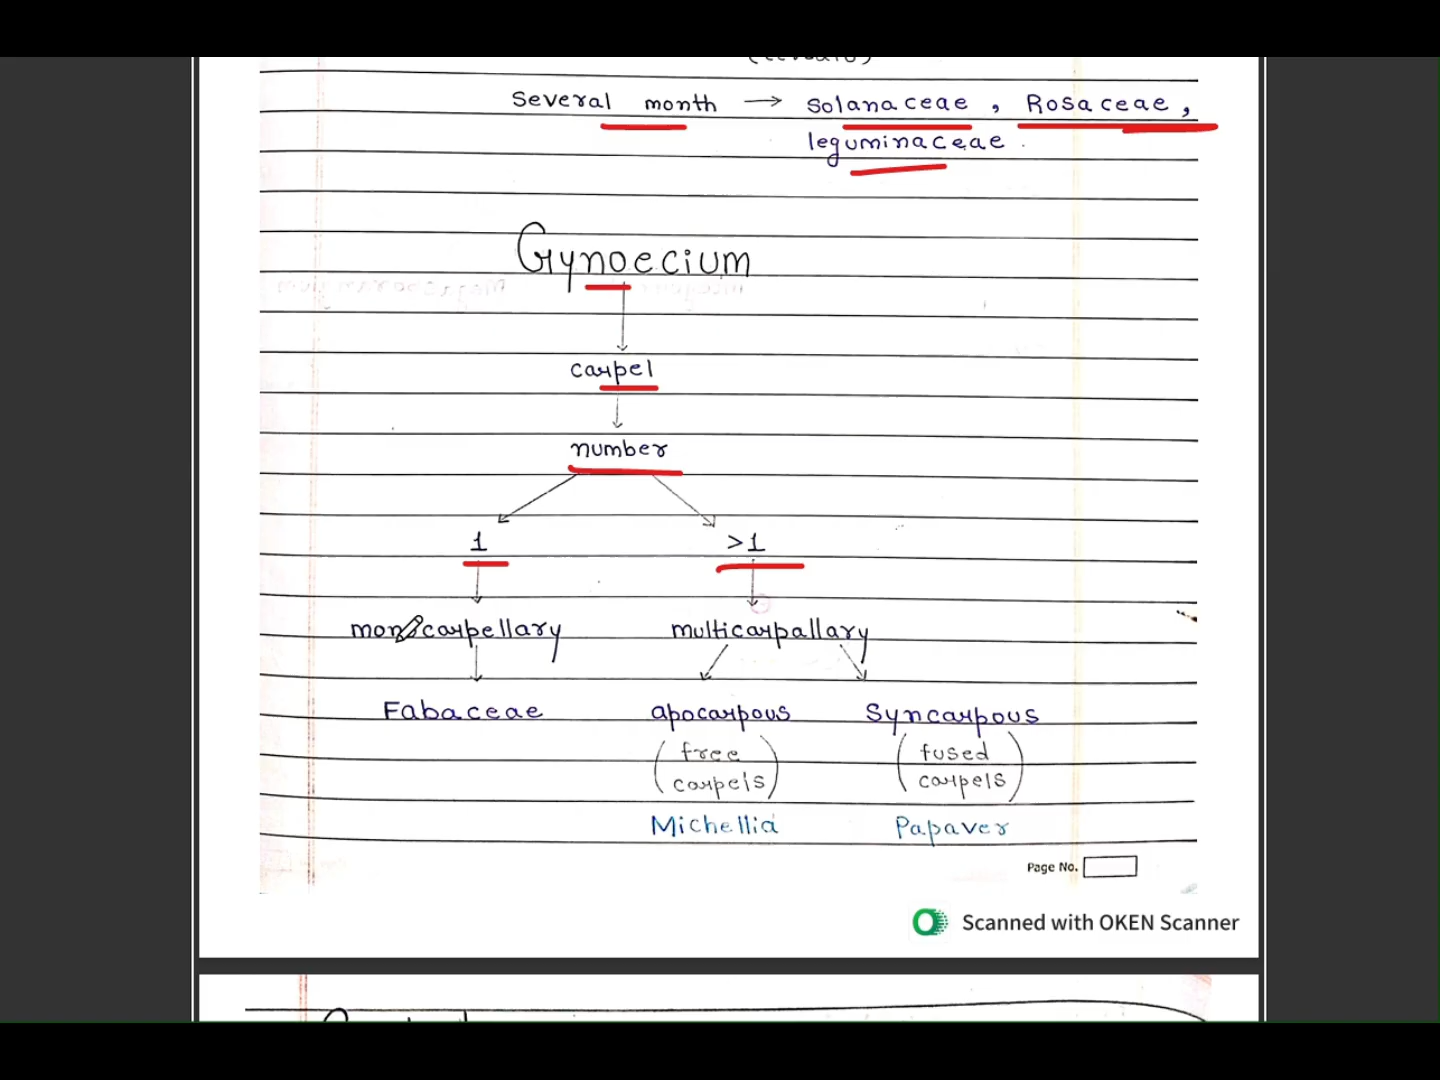 Several month → Solanaceae, Rosaceae,
leguminaceae.
Gynoecium
carpel
number
1 >1
monocarpellary multicarpallary
Fabaceae apocarpous Syncarpous
(free carpels) (fused carpels)
Michellia Papaver
Page No.
Scanned with OKEN Scanner